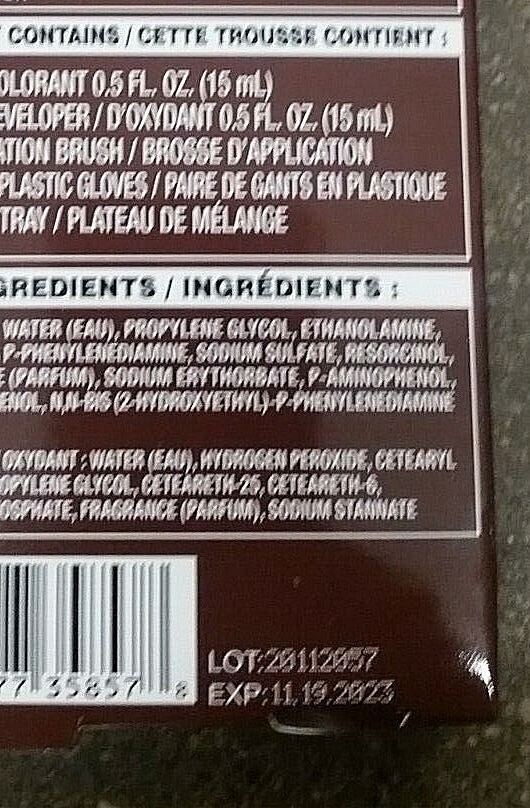 CONTAINS / CETTE TROUSSE CONTIENT :
OLORANT 0.5 FL. OZ. (15 mL)
EVELOPER / D'OXYDANT 0.5 FL. OZ. (15 mL)
ATION BRUSH / BROSSE D'APPLICATION
PLASTIC GLOVES / PAIRE DE GANTS EN PLASTIQUE
TRAY / PLATEAU DE MÉLANGE
GREDIENTS / INGRÉDIENTS :
WATER (EAU), PROPYLENE GLYCOL, ETHANOLAMINE,
P-PHENYLENEDIAMINE, SODIUM SULFATE, RESORCINOL,
E (PARFUM), SODIUM ERYTHORBATE, P-AMINOPHENOL,
ENOL, N,N-BIS (2-HYDROXYETHYL)-P-PHENYLENEDIAMINE
OXYDANT : WATER (EAU), HYDROGEN PEROXIDE, CETEARYL
OPYLENE GLYCOL, CETEARETH-25, CETEARETH-6,
OSPHATE, FRAGRANCE (PARFUM), SODIUM STANNATE
77 35857 8
LOT:20112057
EXP:11.19.2023